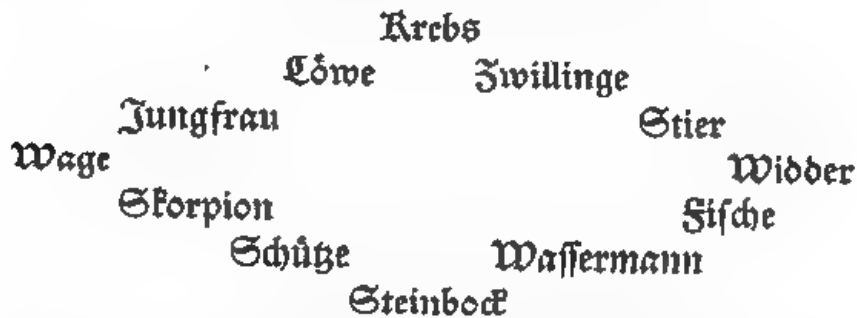 Krebs
Löwe Zwillinge
Jungfrau Stier
Wage Widder
Skorpion Fische
Schütze Wassermann
Steinbock